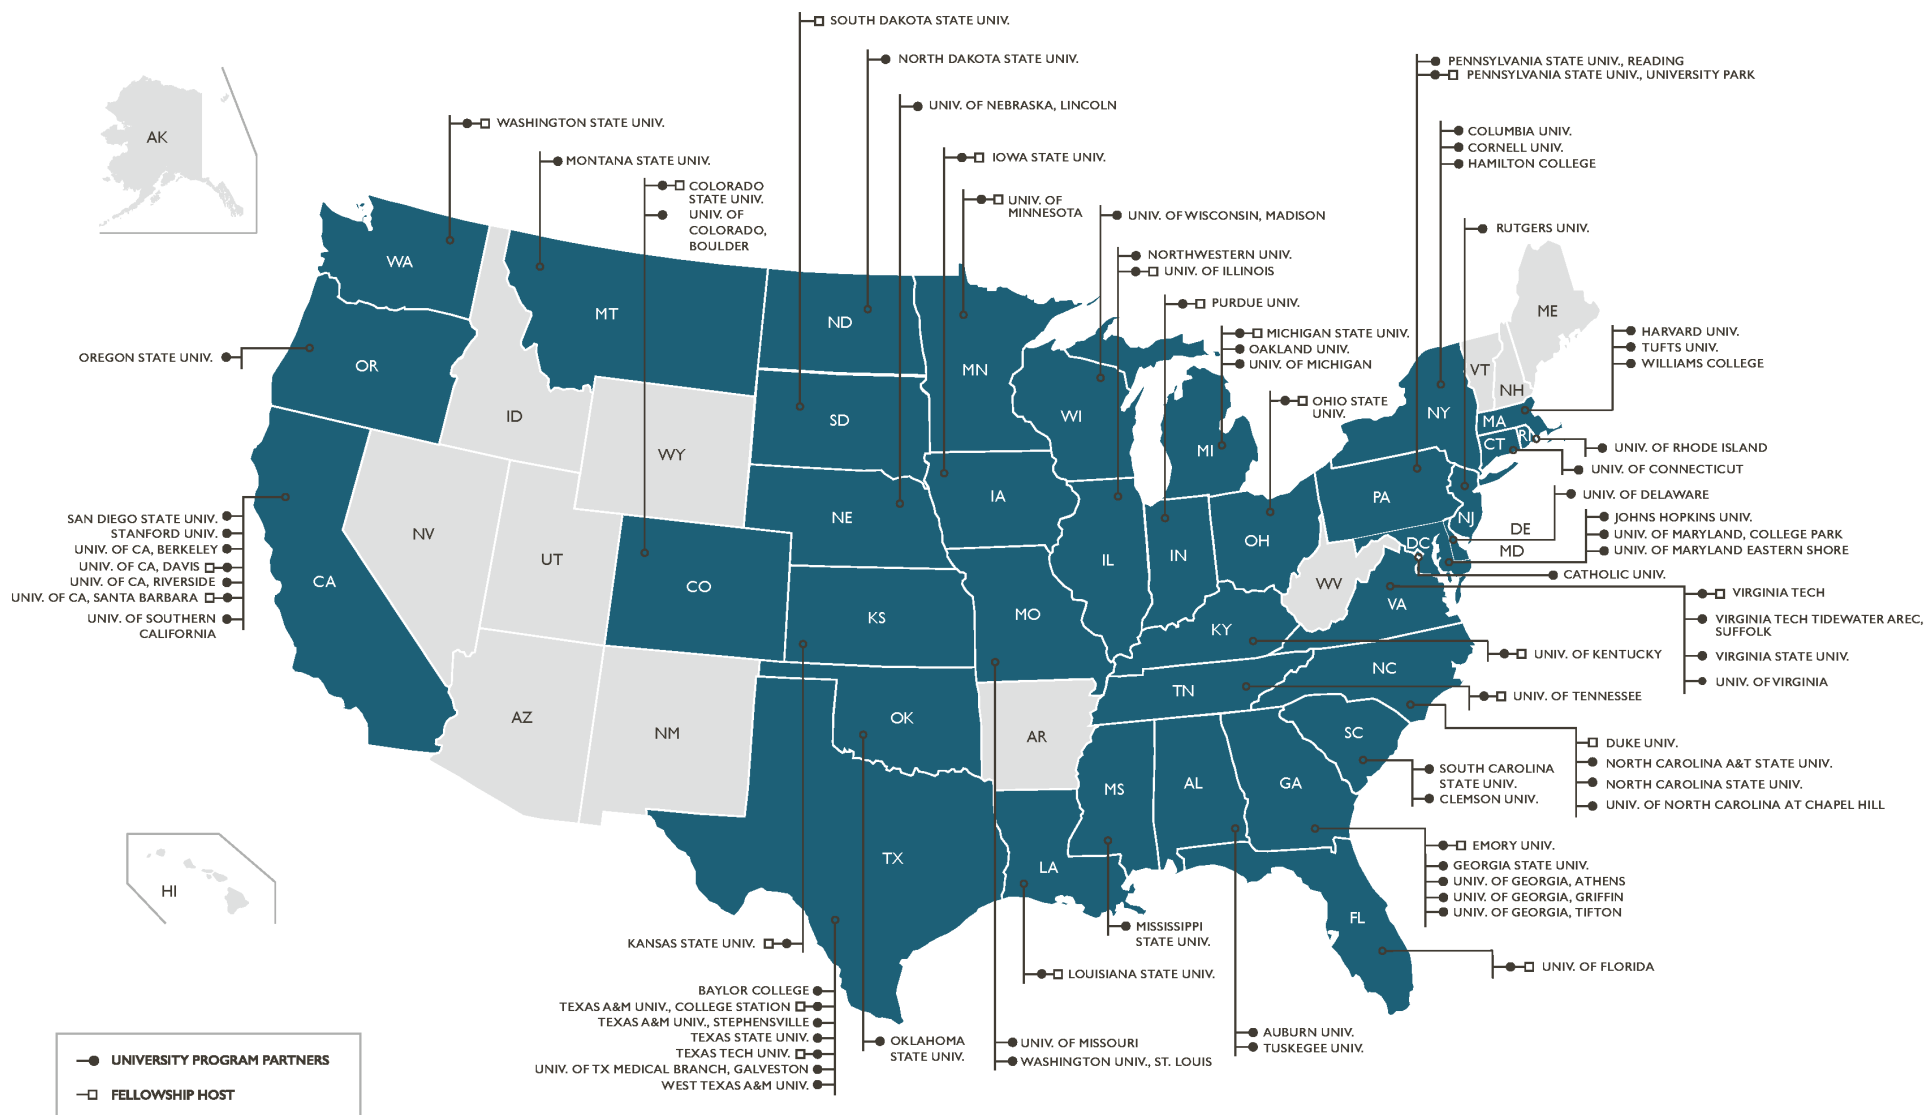 SOUTH DAKOTA STATE UNIV.
NORTH DAKOTA STATE UNIV.
PENNSYLVANIA STATE UNIV., READING
PENNSYLVANIA STATE UNIV., UNIVERSITY PARK
UNIV. OF NEBRASKA, LINCOLN
WASHINGTON STATE UNIV.
COLUMBIA UNIV.
CORNELL UNIV.
HAMILTON COLLEGE
AK
IOWA STATE UNIV.
MONTANA STATE UNIV.
COLORADO
STATE UNIV.
UNIV. OF
COLORADO,
BOULDER
UNIV. OF
MINNESOTA
UNIV. OF WISCONSIN, MADISON
RUTGERS UNIV.
NORTHWESTERN UNIV.
UNIV. OF ILLINOIS
PURDUE UNIV.
MICHIGAN STATE UNIV.
OAKLAND UNIV.
UNIV. OF MICHIGAN
HARVARD UNIV.
TUFTS UNIV.
WILLIAMS COLLEGE
OHIO STATE
UNIV.
OREGON STATE UNIV.
WA
MT
ND
MN
ME
OR
VT
NH
ID
SD
WI
NY
MA
RI
CT
WY
MI
UNIV. OF RHODE ISLAND
UNIV. OF CONNECTICUT
IA
PA
UNIV. OF DELAWARE
NE
NJ
DE
NV
UT
OH
DC
MD
JOHNS HOPKINS UNIV.
UNIV. OF MARYLAND, COLLEGE PARK
UNIV. OF MARYLAND EASTERN SHORE
CATHOLIC UNIV.
SAN DIEGO STATE UNIV.
STANFORD UNIV.
UNIV. OF CA, BERKELEY
UNIV. OF CA, DAVIS
UNIV. OF CA, RIVERSIDE
UNIV. OF CA, SANTA BARBARA
UNIV. OF SOUTHERN
CALIFORNIA
CA
CO
KS
MO
IL
IN
WV
VA
KY
VIRGINIA TECH
VIRGINIA TECH TIDEWATER AREC,
SUFFOLK
VIRGINIA STATE UNIV.
UNIV. OF VIRGINIA
UNIV. OF KENTUCKY
NC
TN
UNIV. OF TENNESSEE
AZ
NM
OK
AR
SC
MS
AL
GA
DUKE UNIV.
NORTH CAROLINA A&T STATE UNIV.
NORTH CAROLINA STATE UNIV.
UNIV. OF NORTH CAROLINA AT CHAPEL HILL
SOUTH CAROLINA
STATE UNIV.
CLEMSON UNIV.
TX
LA
FL
HI
EMORY UNIV.
GEORGIA STATE UNIV.
UNIV. OF GEORGIA, ATHENS
UNIV. OF GEORGIA, GRIFFIN
UNIV. OF GEORGIA, TIFTON
MISSISSIPPI
STATE UNIV.
KANSAS STATE UNIV.
LOUISIANA STATE UNIV.
UNIV. OF FLORIDA
BAYLOR COLLEGE
TEXAS A&M UNIV., COLLEGE STATION
TEXAS A&M UNIV., STEPHENSVILLE
TEXAS STATE UNIV.
TEXAS TECH UNIV.
UNIV. OF TX MEDICAL BRANCH, GALVESTON
WEST TEXAS A&M UNIV.
OKLAHOMA
STATE UNIV.
UNIV. OF MISSOURI
WASHINGTON UNIV., ST. LOUIS
AUBURN UNIV.
TUSKEGEE UNIV.
UNIVERSITY PROGRAM PARTNERS
FELLOWSHIP HOST